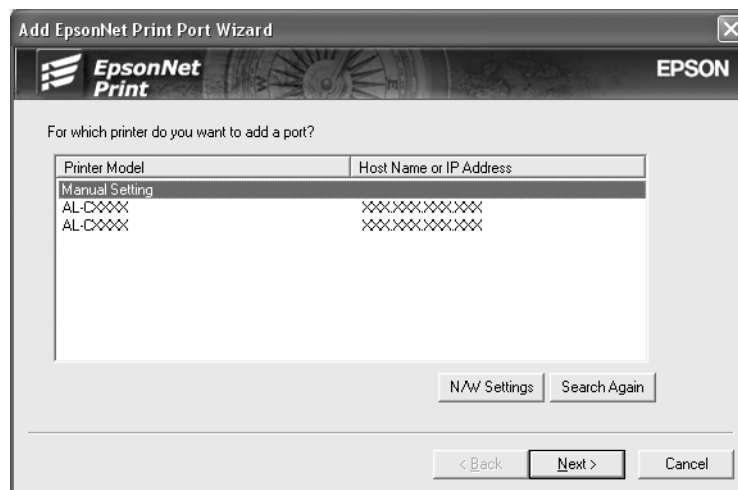 Add EpsonNet Print Port Wizard
EpsonNet
Print
EPSON
For which printer do you want to add a port?
Printer Model Host Name or IP Address
Manual Setting
AL-CXXXX XXX.XXX.XXX.XXX
AL-CXXXX XXX.XXX.XXX.XXX
N/W Settings Search Again
< Back Next > Cancel